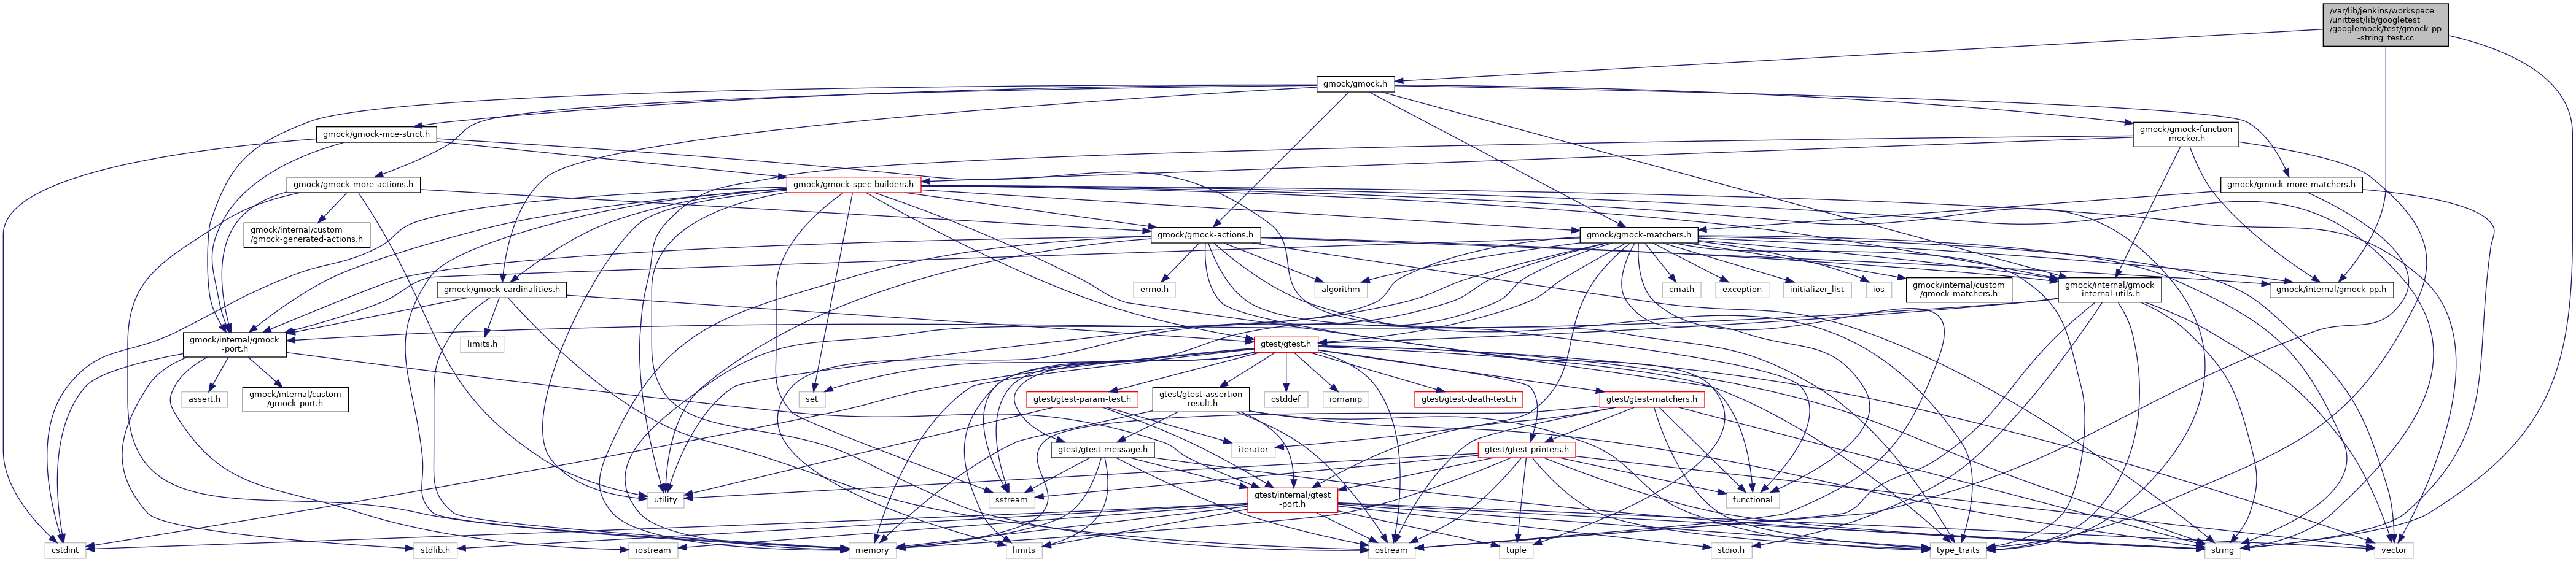 /var/lib/jenkins/workspace
/unittest/lib/googletest
/googlemock/test/gmock-pp
-string_test.cc
gmock/gmock.h
gmock/gmock-nice-strict.h
gmock/gmock-function
-mocker.h
gmock/gmock-more-actions.h
gmock/gmock-spec-builders.h
gmock/gmock-more-matchers.h
gmock/internal/custom
/gmock-generated-actions.h
gmock/gmock-actions.h
gmock/gmock-matchers.h
gmock/gmock-cardinalities.h
errno.h
algorithm
cmath
exception
initializer_list
ios
gmock/internal/custom
/gmock-matchers.h
gmock/internal/gmock
-internal-utils.h
gmock/internal/gmock-pp.h
gmock/internal/gmock
-port.h
limits.h
gtest/gtest.h
assert.h
gmock/internal/custom
/gmock-port.h
set
gtest/gtest-param-test.h
gtest/gtest-assertion
-result.h
cstddef
iomanip
gtest/gtest-death-test.h
gtest/gtest-matchers.h
gtest/gtest-message.h
iterator
gtest/gtest-printers.h
utility
sstream
gtest/internal/gtest
-port.h
functional
cstdint
stdlib.h
iostream
memory
limits
ostream
tuple
stdio.h
type_traits
string
vector